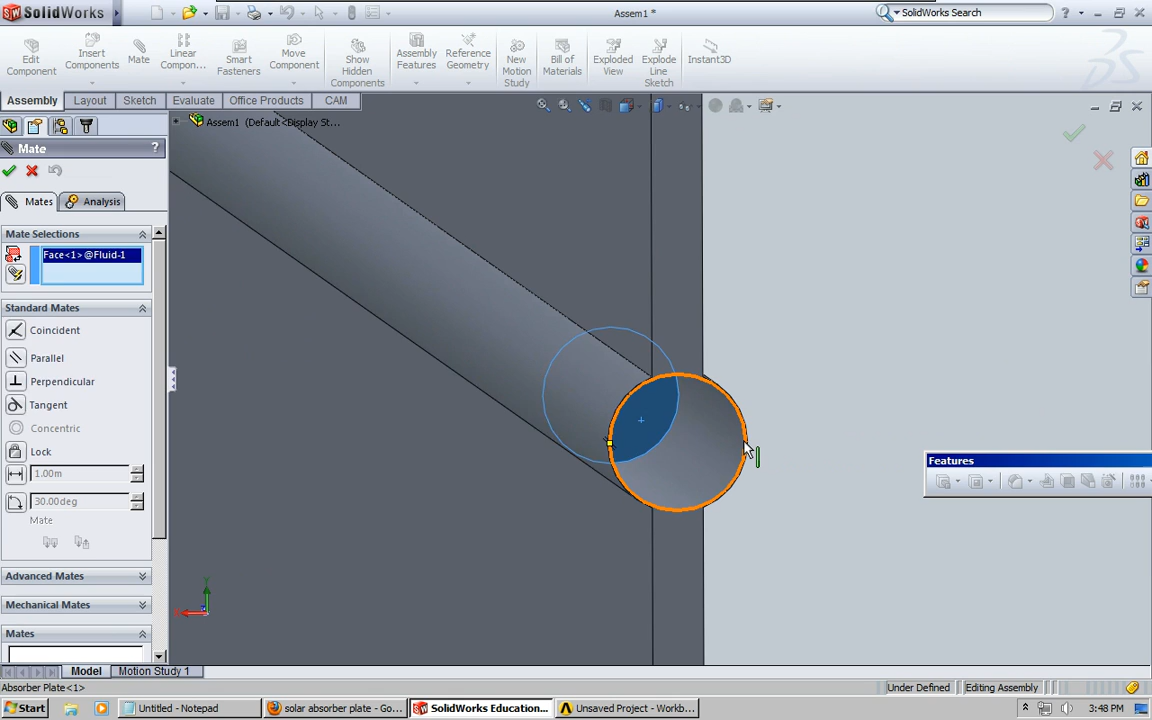 SolidWorks
Assem1 *
SolidWorks Search
Edit Component
Insert Components
Mate
Linear Compon...
Smart Fasteners
Move Component
Show Hidden Components
Assembly Features
Reference Geometry
New Motion Study
Bill of Materials
Exploded View
Explode Line Sketch
Instant3D
Assembly
Layout
Sketch
Evaluate
Office Products
CAM
Assem1 (Default<Display St...
Mate
?
Mates
Analysis
Mate Selections
Face<1>@Fluid-1
Standard Mates
Coincident
Parallel
Perpendicular
Tangent
Concentric
Lock
1.00m
30.00deg
Mate
Advanced Mates
Mechanical Mates
Mates
Features
Model
Motion Study 1
Absorber Plate<1>
Under Defined
Editing Assembly
Start
Untitled - Notepad
solar absorber plate - Go...
SolidWorks Education...
Unsaved Project - Workb...
3:48 PM